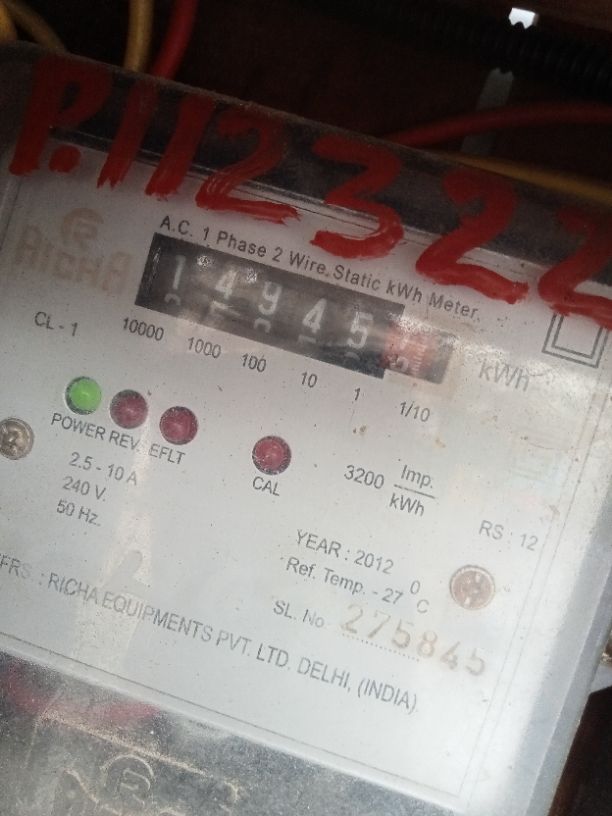 P.112322
RICHA
A.C. 1 Phase 2 Wire Static kWh Meter.
14945
kWh
CL - 1 10000 1000 100 10 1 1/10
POWER REV. EFLT
CAL
3200 Imp.
kWh
2.5 - 10 A
240 V.
50 Hz.
RS : 12
YEAR : 2012
Ref. Temp. - 27 0 C
SL. No 275845
MFRS. : RICHA EQUIPMENTS PVT. LTD. DELHI, (INDIA)